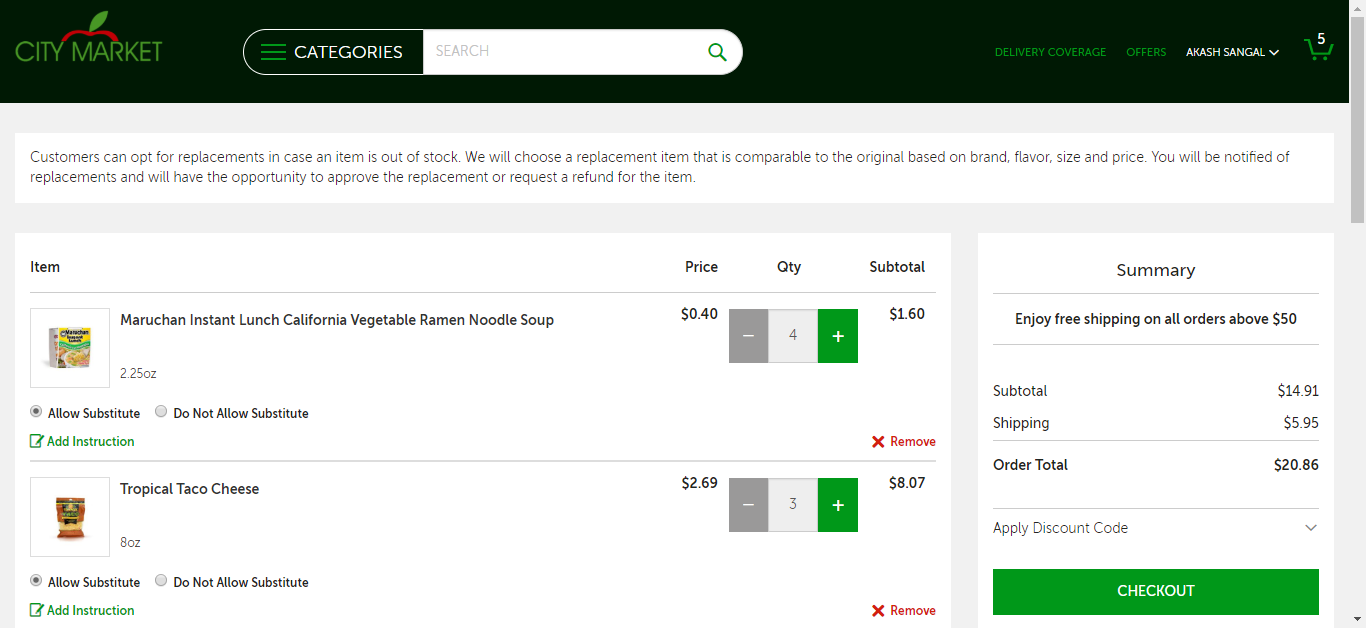 CITY MARKET
CATEGORIES
SEARCH
DELIVERY COVERAGE
OFFERS
AKASH SANGAL
5
Customers can opt for replacements in case an item is out of stock. We will choose a replacement item that is comparable to the original based on brand, flavor, size and price. You will be notified of
replacements and will have the opportunity to approve the replacement or request a refund for the item.
Item Price Qty Subtotal
Maruchan Instant Lunch California Vegetable Ramen Noodle Soup
$0.40 − 4 + $1.60
2.25oz
Allow Substitute Do Not Allow Substitute
Add Instruction Remove
Tropical Taco Cheese
$2.69 − 3 + $8.07
8oz
Allow Substitute Do Not Allow Substitute
Add Instruction Remove
Summary
Enjoy free shipping on all orders above $50
Subtotal $14.91
Shipping $5.95
Order Total $20.86
Apply Discount Code
CHECKOUT